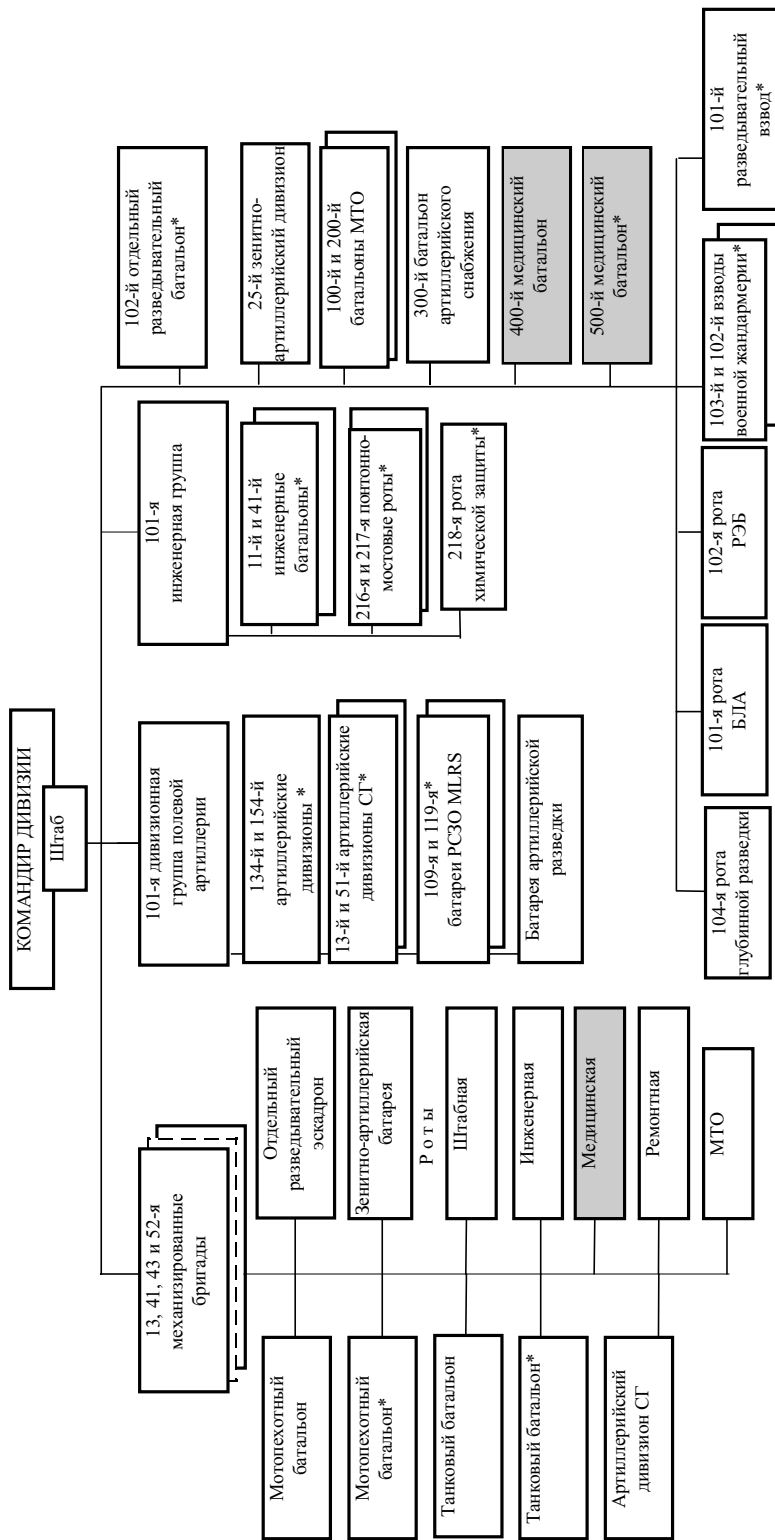 КОМАНДИР ДИВИЗИИ
Штаб
13, 41, 43 и 52-я
механизированные
бригады
Мотопехотный
батальон
Мотопехотный
батальон*
Танковый батальон
Танковый батальон*
Артиллерийский
дивизион СГ
Отдельный
разведывательный
эскадрон
Зенитно-артиллерийская
батарея
Роты
Штабная
Инженерная
Медицинская
Ремонтная
МТО
101-я дивизионная
группа полевой
артиллерии
134-й и 154-й
артиллерийские
дивизионы *
13-й и 51-й артиллерийские
дивизионы СГ*
109-я и 119-я*
батареи РСЗО MLRS
Батарея артиллерийской
разведки
101-я
инженерная группа
11-й и 41-й
инженерные
батальоны*
216-я и 217-я понтонно-
мостовые роты*
218-я рота
химической защиты*
102-й отдельный
разведывательный
батальон*
25-й зенитно-
артиллерийский дивизион
100-й и 200-й
батальоны МТО
300-й батальон
артиллерийского
снабжения
400-й медицинский
батальон
500-й медицинский
батальон*
104-я рота
глубинной разведки
101-я рота
БЛА
102-я рота
РЭБ
103-й и 102-й взводы
военной жандармерии*
101-й
разведывательный
взвод*